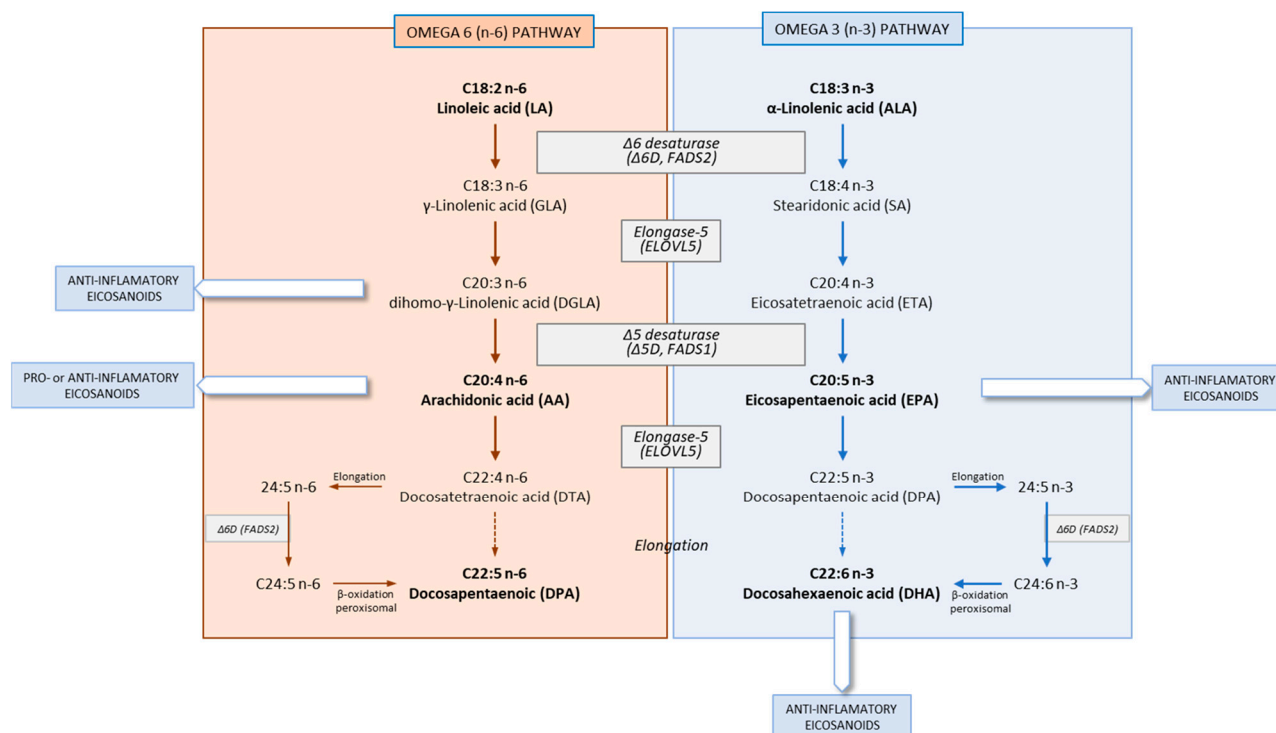 OMEGA 6 (n-6) PATHWAY
OMEGA 3 (n-3) PATHWAY
C18:2 n-6
Linoleic acid (LA)
C18:3 n-3
α-Linolenic acid (ALA)
Δ6 desaturase
(Δ6D, FADS2)
C18:3 n-6
γ-Linolenic acid (GLA)
C18:4 n-3
Stearidonic acid (SA)
Elongase-5
(ELOVL5)
ANTI-INFLAMATORY
EICOSANOIDS
C20:3 n-6
dihomo-γ-Linolenic acid (DGLA)
C20:4 n-3
Eicosatetraenoic acid (ETA)
Δ5 desaturase
(Δ5D, FADS1)
PRO- or ANTI-INFLAMATORY
EICOSANOIDS
C20:4 n-6
Arachidonic acid (AA)
C20:5 n-3
Eicosapentaenoic acid (EPA)
ANTI-INFLAMATORY
EICOSANOIDS
Elongase-5
(ELOVL5)
24:5 n-6
Elongation
C22:4 n-6
Docosatetraenoic acid (DTA)
C22:5 n-3
Docosapentaenoic acid (DPA)
Elongation
24:5 n-3
Δ6D (FADS2)
Elongation
Δ6D (FADS2)
C24:5 n-6
β-oxidation
peroxisomal
C22:5 n-6
Docosapentaenoic (DPA)
C22:6 n-3
Docosahexaenoic acid (DHA)
β-oxidation
peroxisomal
C24:6 n-3
ANTI-INFLAMATORY
EICOSANOIDS